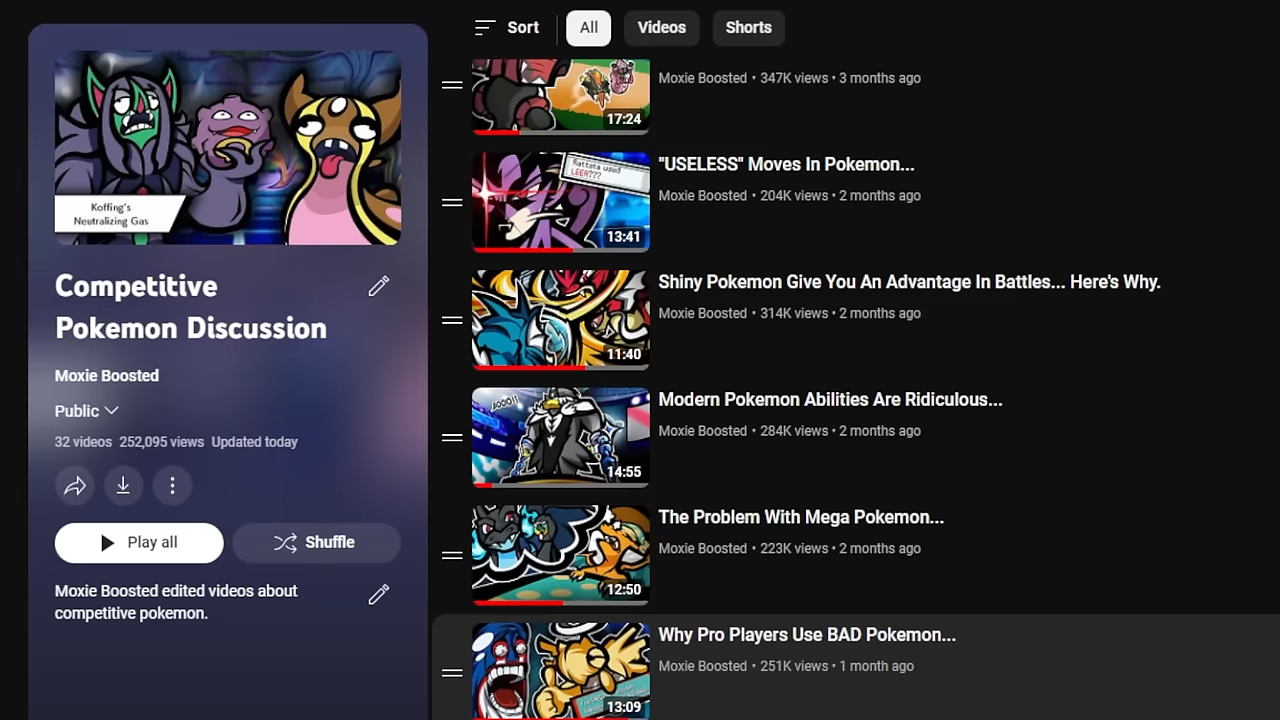 Koffing's
Neutralizing Gas
Competitive
Pokemon Discussion
Moxie Boosted
Public
32 videos 252,095 views Updated today
Play all
Shuffle
Moxie Boosted edited videos about
competitive pokemon.
Sort
All
Videos
Shorts
17:24
Moxie Boosted • 347K views • 3 months ago
Rattata used
LEER???
13:41
"USELESS" Moves In Pokemon...
Moxie Boosted • 204K views • 2 months ago
11:40
Shiny Pokemon Give You An Advantage In Battles... Here's Why.
Moxie Boosted • 314K views • 2 months ago
14:55
Modern Pokemon Abilities Are Ridiculous...
Moxie Boosted • 284K views • 2 months ago
12:50
The Problem With Mega Pokemon...
Moxie Boosted • 223K views • 2 months ago
13:09
Why Pro Players Use BAD Pokemon...
Moxie Boosted • 251K views • 1 month ago